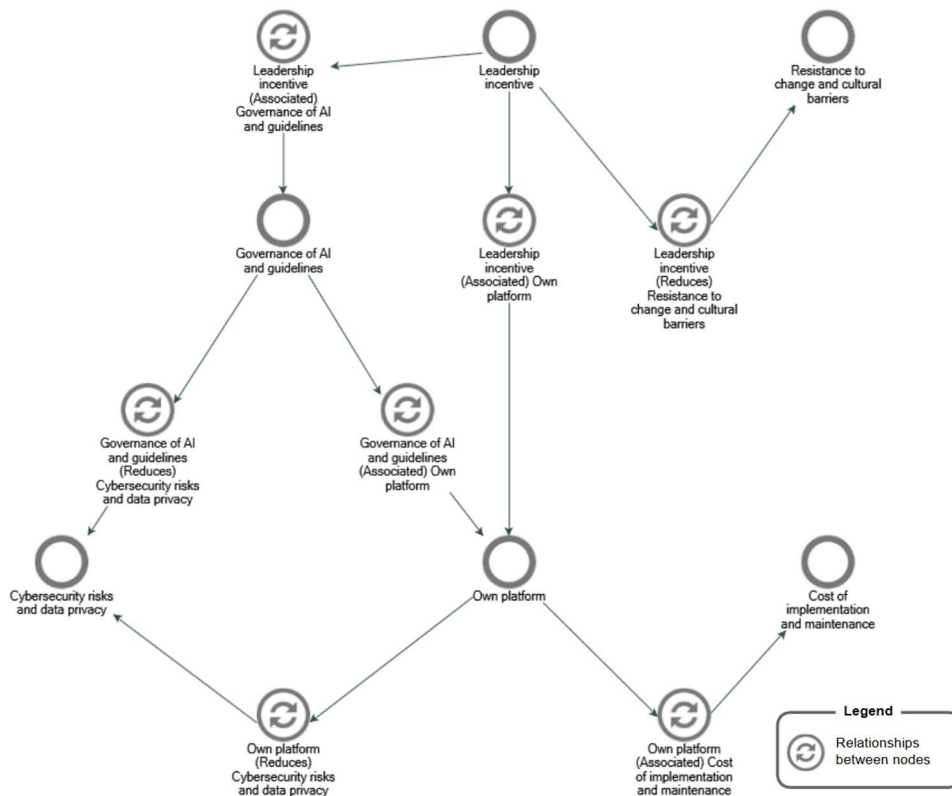 Leadership
incentive
(Associated)
Governance of AI
and guidelines
Leadership
incentive
Resistance to
change and cultural
barriers
Governance of AI
and guidelines
Leadership
incentive
(Associated) Own
platform
Leadership
incentive
(Reduces)
Resistance to
change and cultural
barriers
Governance of AI
and guidelines
(Reduces)
Cybersecurity risks
and data privacy
Governance of AI
and guidelines
(Associated) Own
platform
Cybersecurity risks
and data privacy
Own platform
Cost of
implementation
and maintenance
Own platform
(Reduces)
Cybersecurity risks
and data privacy
Own platform
(Associated) Cost
of implementation
and maintenance
Legend
Relationships
between nodes